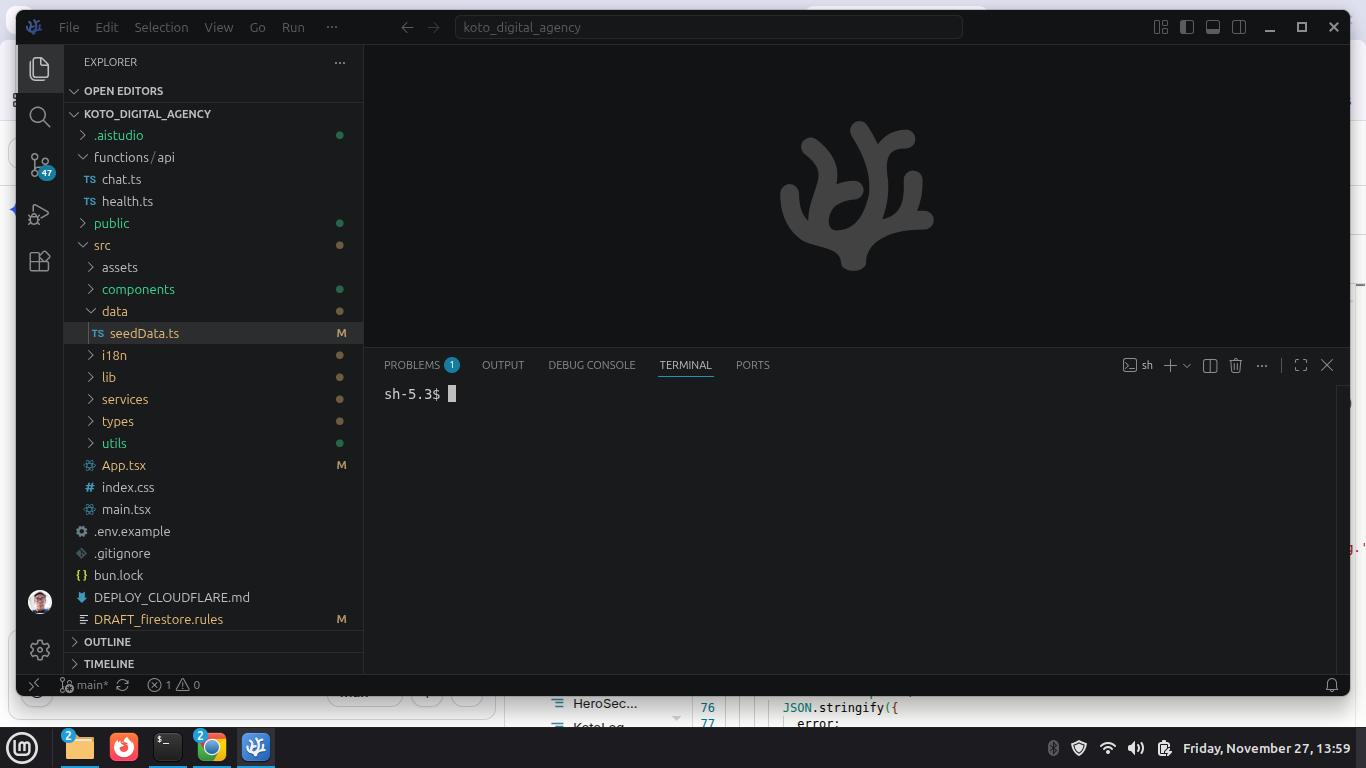 File Edit Selection View Go Run ···
koto_digital_agency
EXPLORER
OPEN EDITORS
KOTO_DIGITAL_AGENCY
.aistudio
functions/api
TS chat.ts
TS health.ts
public
src
assets
components
data
TS seedData.ts M
i18n
lib
services
types
utils
App.tsx M
# index.css
main.tsx
.env.example
.gitignore
{} bun.lock
DEPLOY_CLOUDFLARE.md
DRAFT_firestore.rules M
OUTLINE
TIMELINE
47
PROBLEMS 1 OUTPUT DEBUG CONSOLE TERMINAL PORTS
sh
sh-5.3$
main* 1 0
HeroSec...
76 JSON.stringify({
77 error:
2
2
Friday, November 27, 13:59